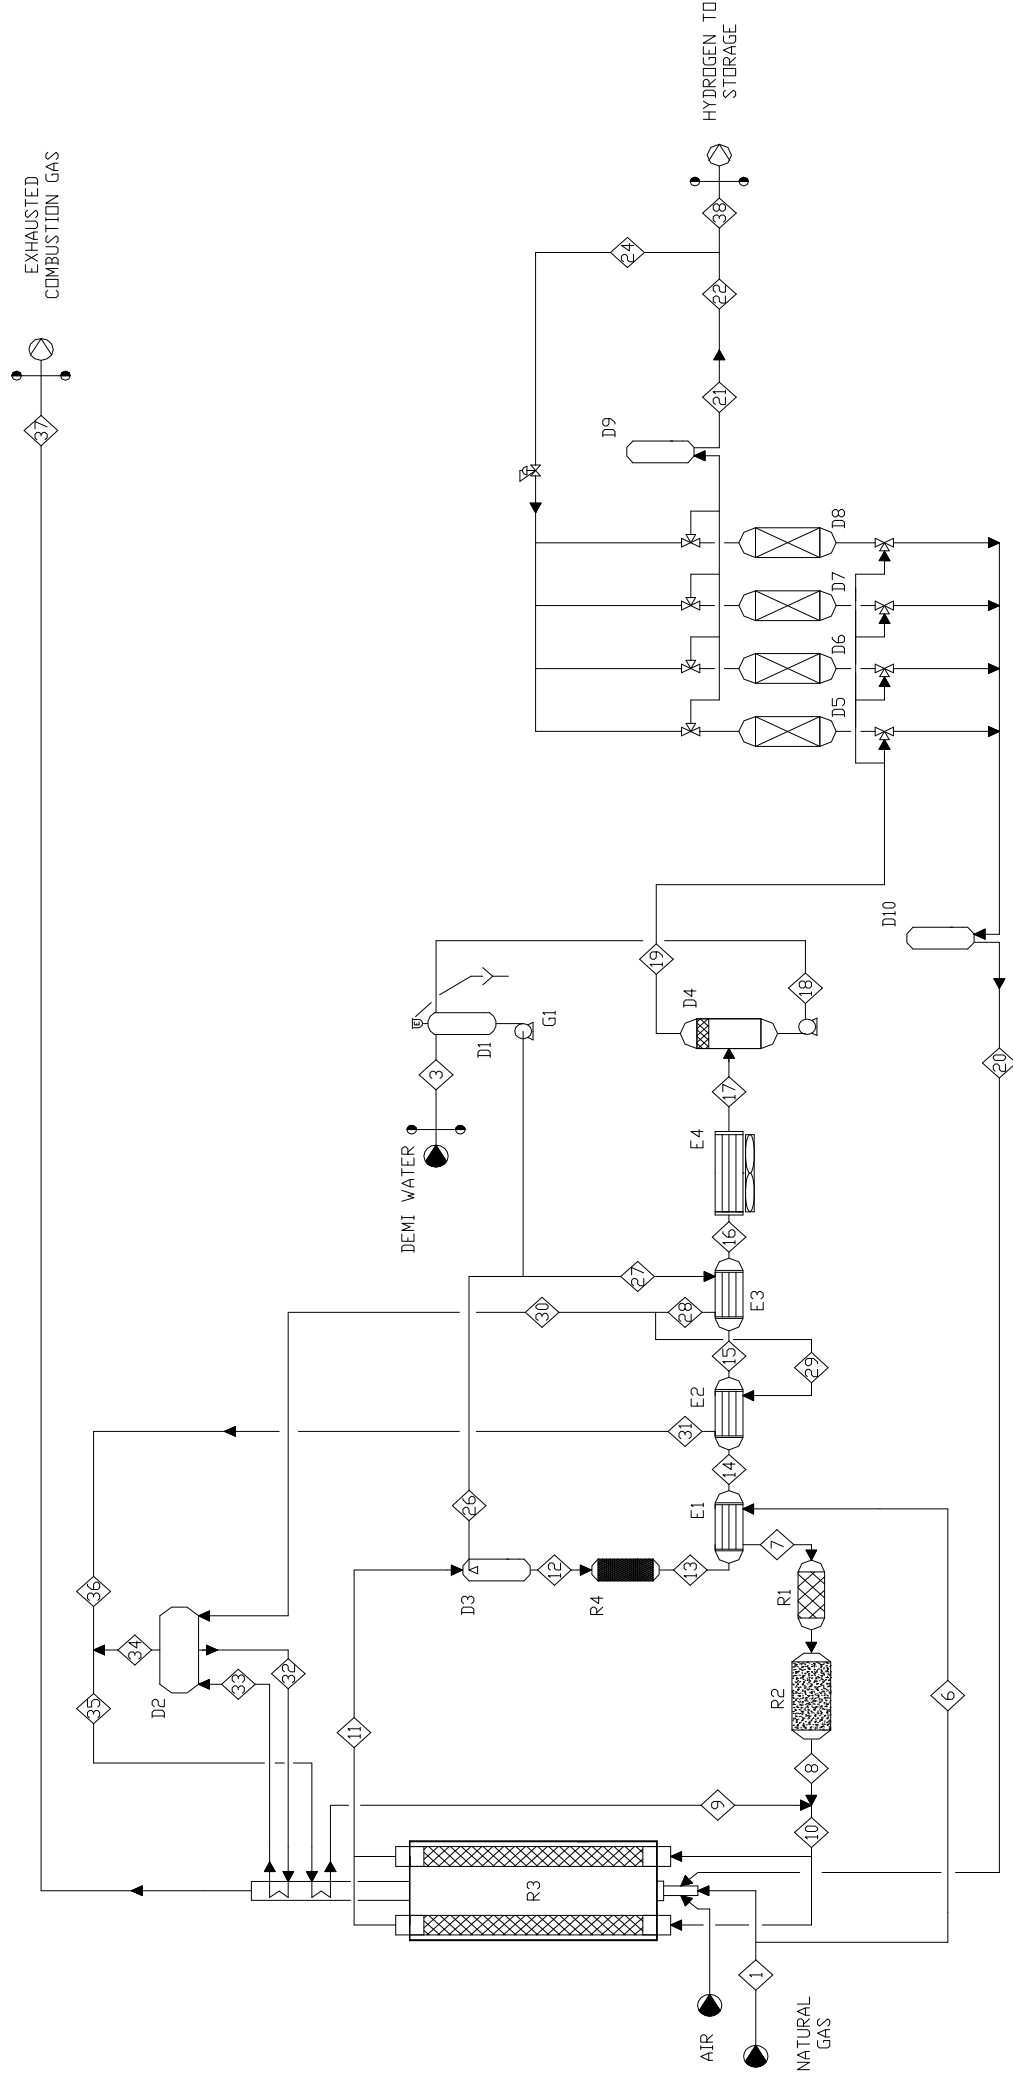 EXHAUSTED
COMBUSTION GAS
HYDROGEN TO
STORAGE
37
38
24
22
21
D9
D8
D7
D6
D5
D10
19
18
D4
20
17
D1
G1
3
DEMI WATER
E4
16
27
E3
30
28
15
29
E2
31
14
E1
26
7
D3
12
R4
13
R1
36
34
D2
35
33
32
R2
8
6
11
9
10
R3
1
AIR
NATURAL
GAS